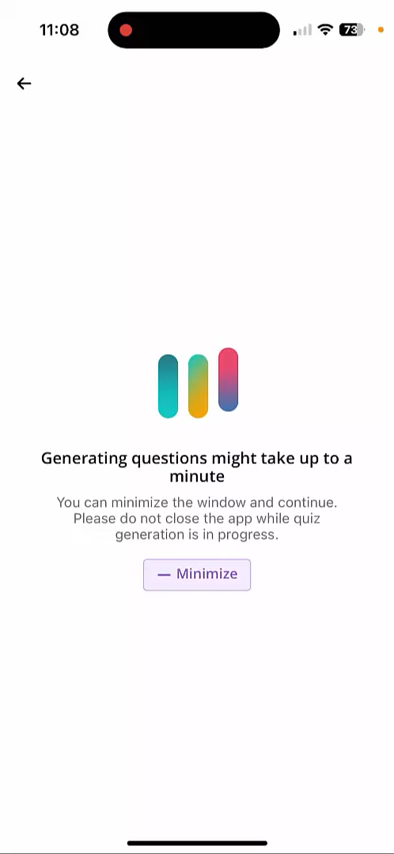 11:08
73
Generating questions might take up to a
minute
You can minimize the window and continue.
Please do not close the app while quiz
generation is in progress.
Minimize